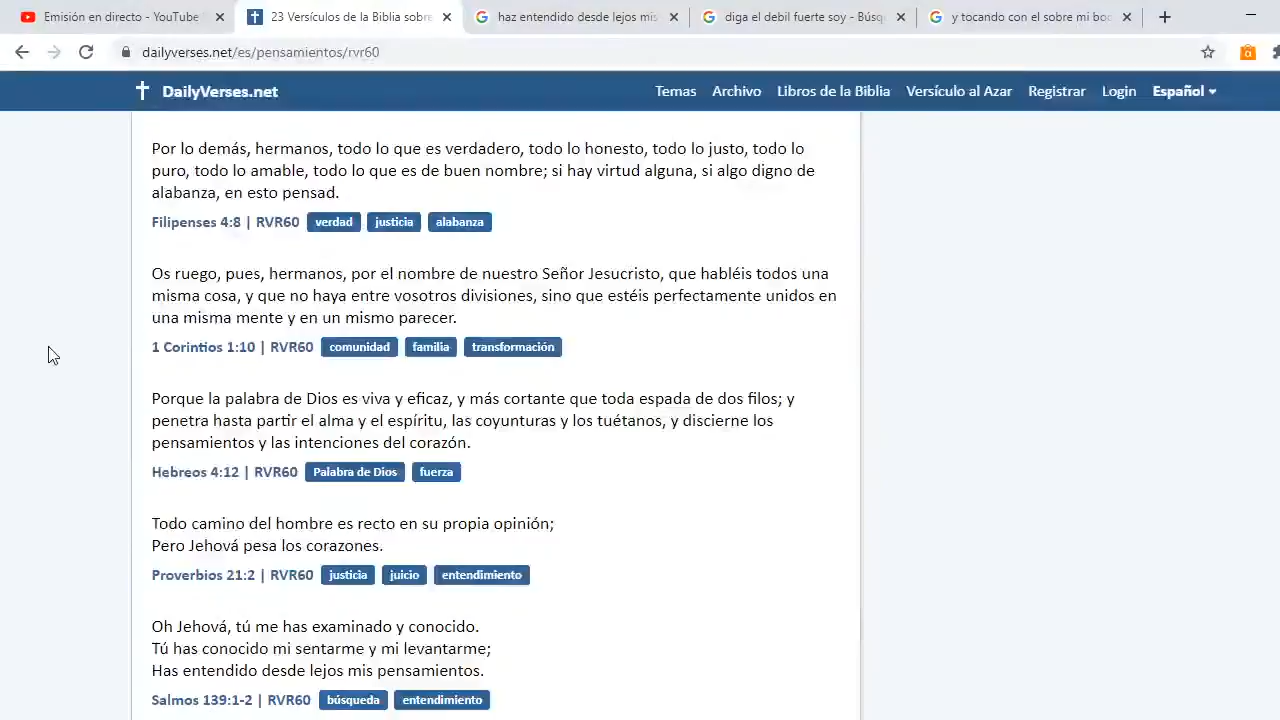 Emisión en directo - YouTube
23 Versículos de la Biblia sobre
haz entendido desde lejos mis
diga el debil fuerte soy - Búsq
y tocando con el sobre mi boc
dailyverses.net/es/pensamientos/rvr60
DailyVerses.net
Temas Archivo Libros de la Biblia Versículo al Azar Registrar Login Español
Por lo demás, hermanos, todo lo que es verdadero, todo lo honesto, todo lo justo, todo lo
puro, todo lo amable, todo lo que es de buen nombre; si hay virtud alguna, si algo digno de
alabanza, en esto pensad.
Filipenses 4:8 | RVR60 verdad justicia alabanza
Os ruego, pues, hermanos, por el nombre de nuestro Señor Jesucristo, que habléis todos una
misma cosa, y que no haya entre vosotros divisiones, sino que estéis perfectamente unidos en
una misma mente y en un mismo parecer.
1 Corintios 1:10 | RVR60 comunidad familia transformación
Porque la palabra de Dios es viva y eficaz, y más cortante que toda espada de dos filos; y
penetra hasta partir el alma y el espíritu, las coyunturas y los tuétanos, y discierne los
pensamientos y las intenciones del corazón.
Hebreos 4:12 | RVR60 Palabra de Dios fuerza
Todo camino del hombre es recto en su propia opinión;
Pero Jehová pesa los corazones.
Proverbios 21:2 | RVR60 justicia juicio entendimiento
Oh Jehová, tú me has examinado y conocido.
Tú has conocido mi sentarme y mi levantarme;
Has entendido desde lejos mis pensamientos.
Salmos 139:1-2 | RVR60 búsqueda entendimiento